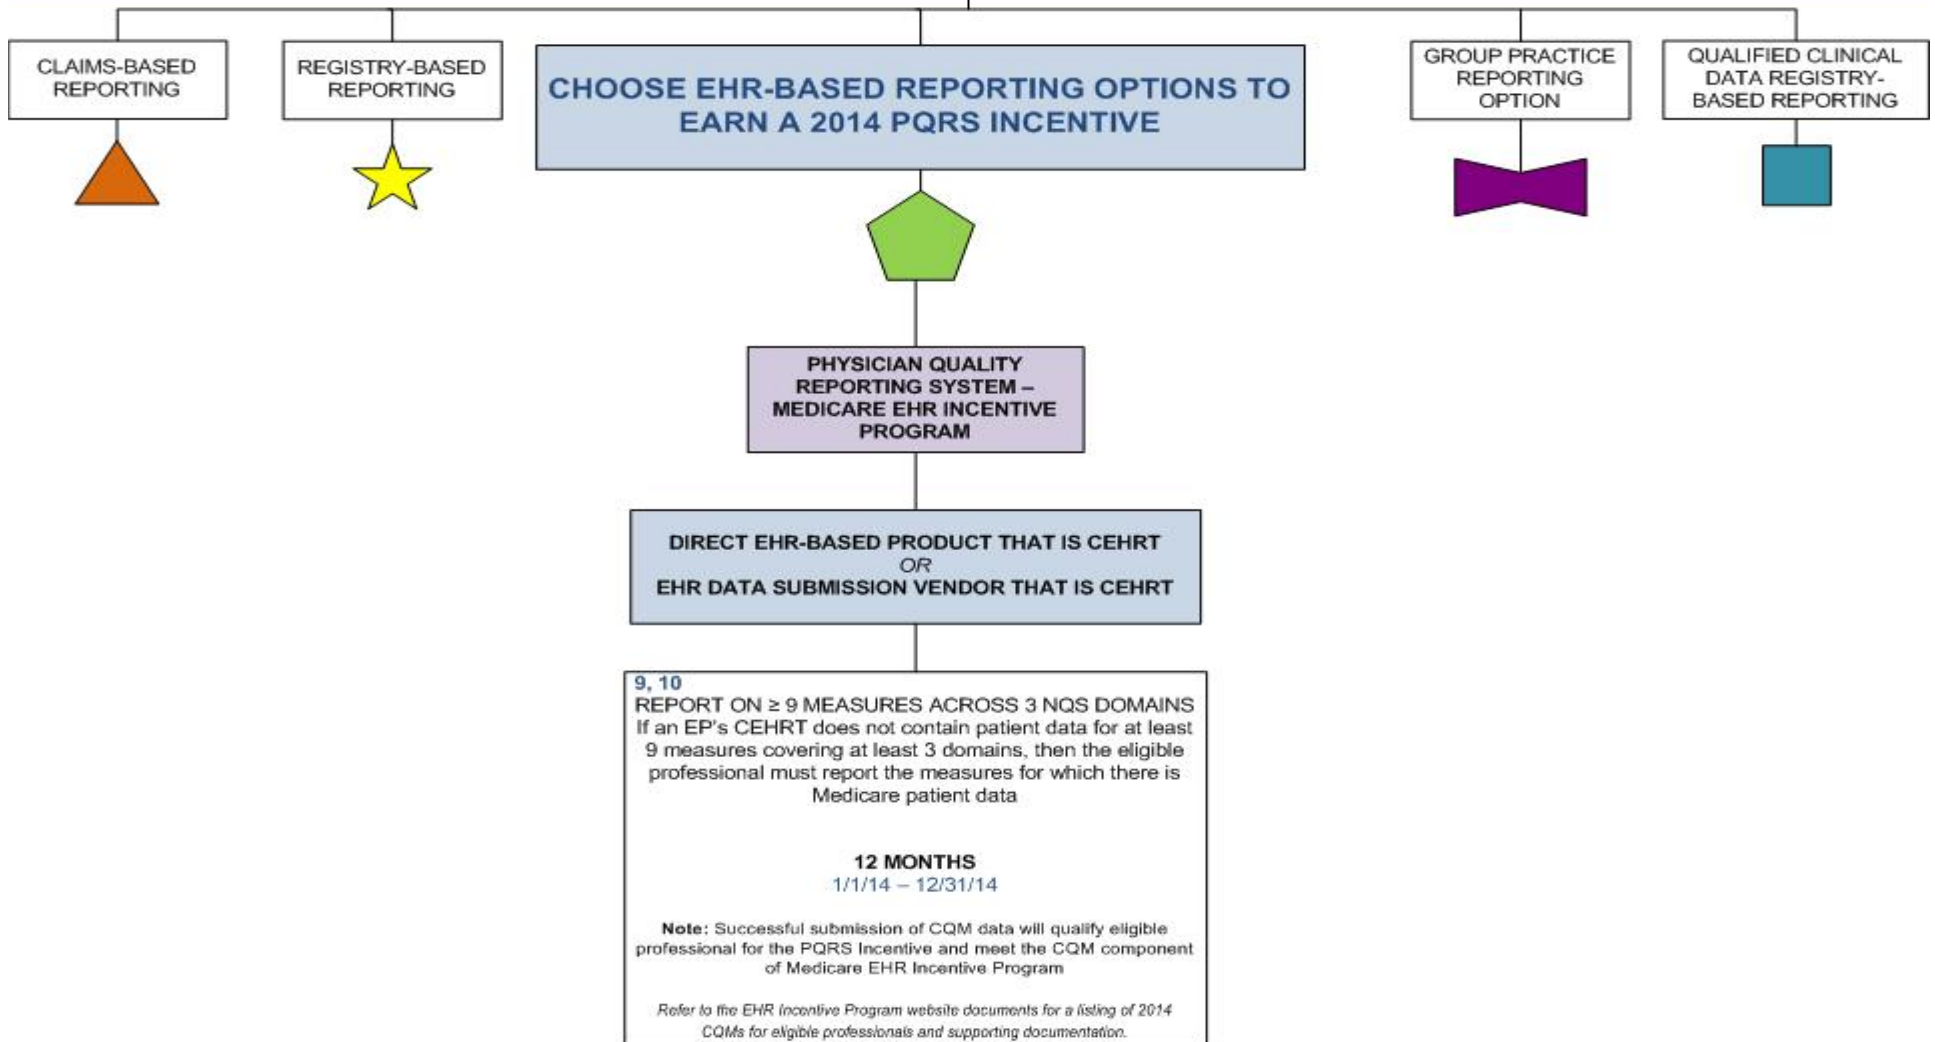 CLAIMS-BASED
REPORTING
REGISTRY-BASED
REPORTING
CHOOSE EHR-BASED REPORTING OPTIONS TO
EARN A 2014 PQRS INCENTIVE
GROUP PRACTICE
REPORTING
OPTION
QUALIFIED CLINICAL
DATA REGISTRY-
BASED REPORTING
PHYSICIAN QUALITY
REPORTING SYSTEM –
MEDICARE EHR INCENTIVE
PROGRAM
DIRECT EHR-BASED PRODUCT THAT IS CEHRT
OR
EHR DATA SUBMISSION VENDOR THAT IS CEHRT
9, 10
REPORT ON ≥ 9 MEASURES ACROSS 3 NQS DOMAINS
If an EP's CEHRT does not contain patient data for at least
9 measures covering at least 3 domains, then the eligible
professional must report the measures for which there is
Medicare patient data
12 MONTHS
1/1/14 – 12/31/14
Note: Successful submission of CQM data will qualify eligible
professional for the PQRS Incentive and meet the CQM component
of Medicare EHR Incentive Program
Refer to the EHR Incentive Program website documents for a listing of 2014
CQMs for eligible professionals and supporting documentation.